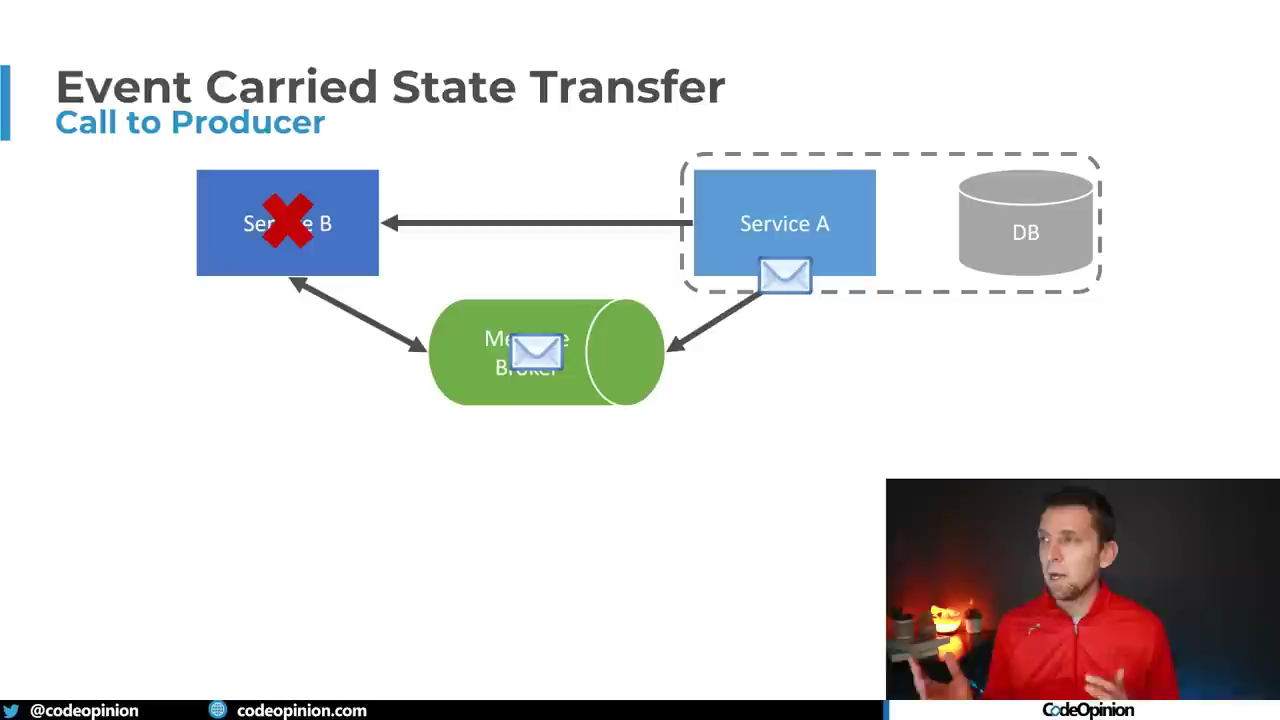 Event Carried State Transfer
Call to Producer
B
Service A
DB
@codeopinion
codeopinion.com
CodeOpinion